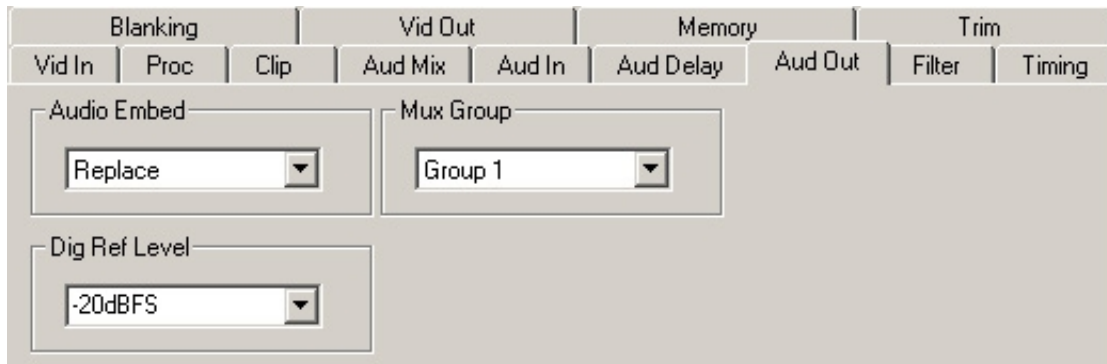 Blanking Vid Out Memory Trim
Vid In Proc Clip Aud Mix Aud In Aud Delay Aud Out Filter Timing
Audio Embed Mux Group
Replace Group 1
Dig Ref Level
-20dBFS